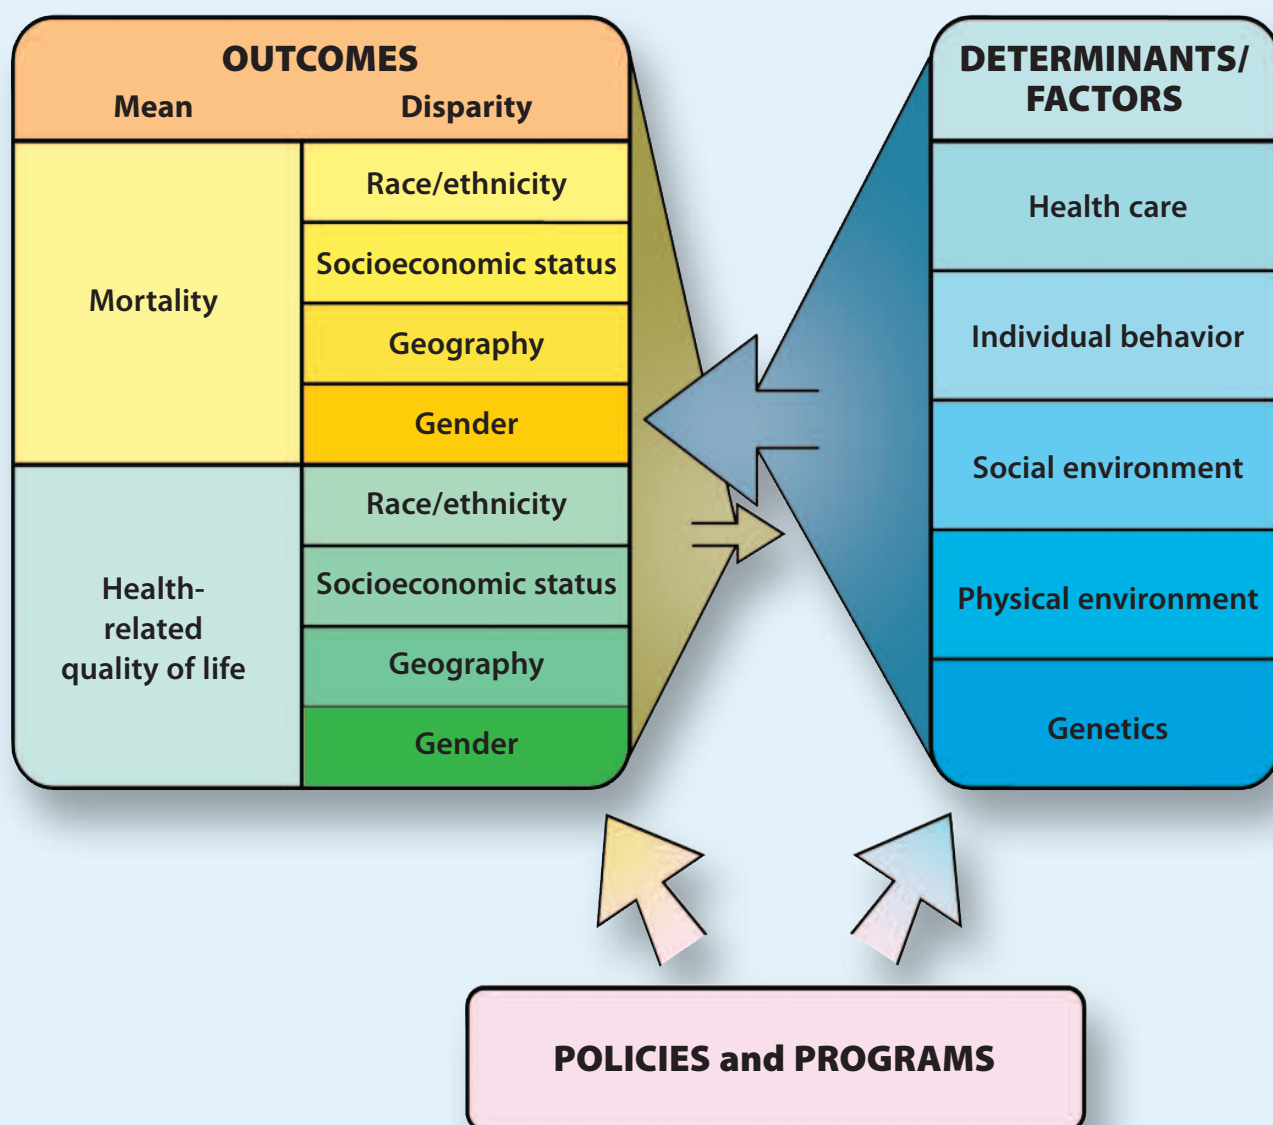 OUTCOMES
Mean Disparity
Mortality
Race/ethnicity
Socioeconomic status
Geography
Gender
Health-
related
quality of life
Race/ethnicity
Socioeconomic status
Geography
Gender
DETERMINANTS/
FACTORS
Health care
Individual behavior
Social environment
Physical environment
Genetics
POLICIES and PROGRAMS